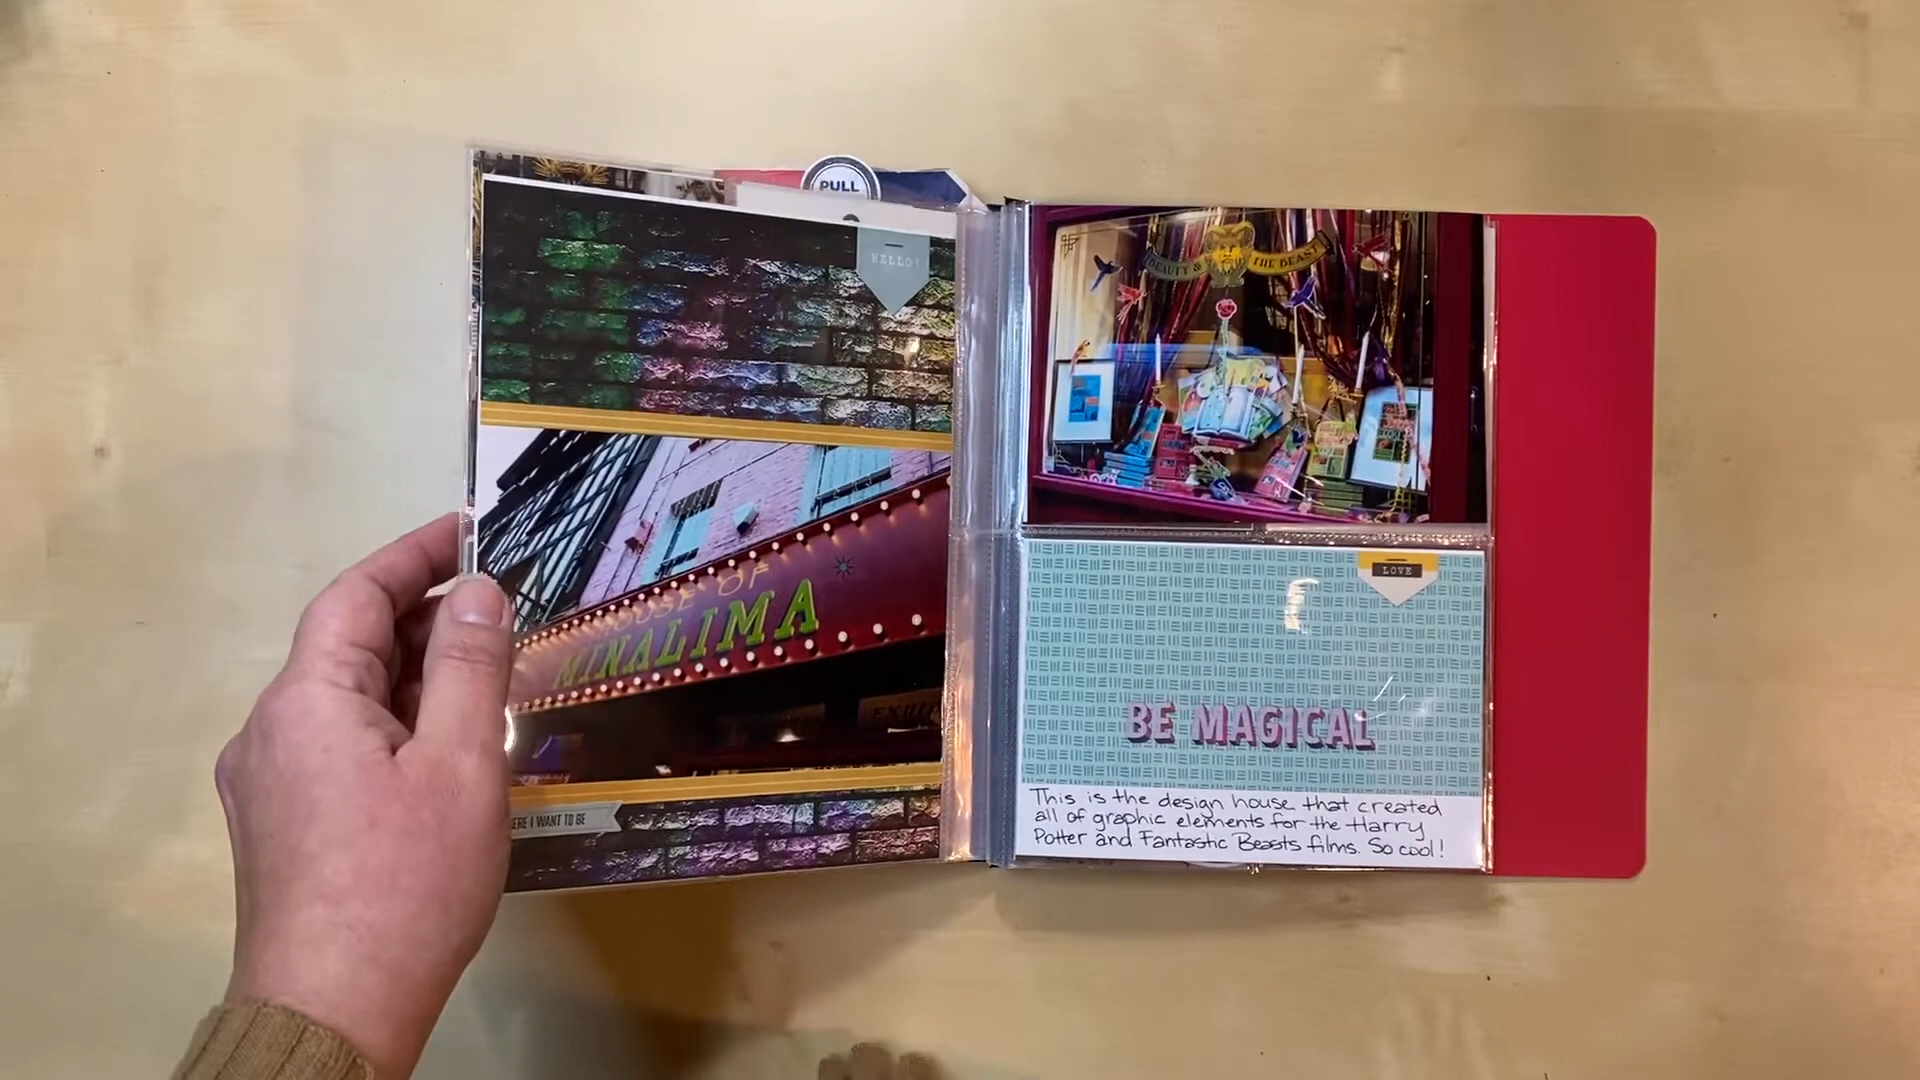 PULL
HELLO!
HOUSE OF
MINALIMA
ERE I WANT TO BE
BEAUTY & THE BEAST
LOVE
BE MAGICAL
This is the design house that created
all of graphic elements for the Harry
Potter and Fantastic Beasts films. So cool!